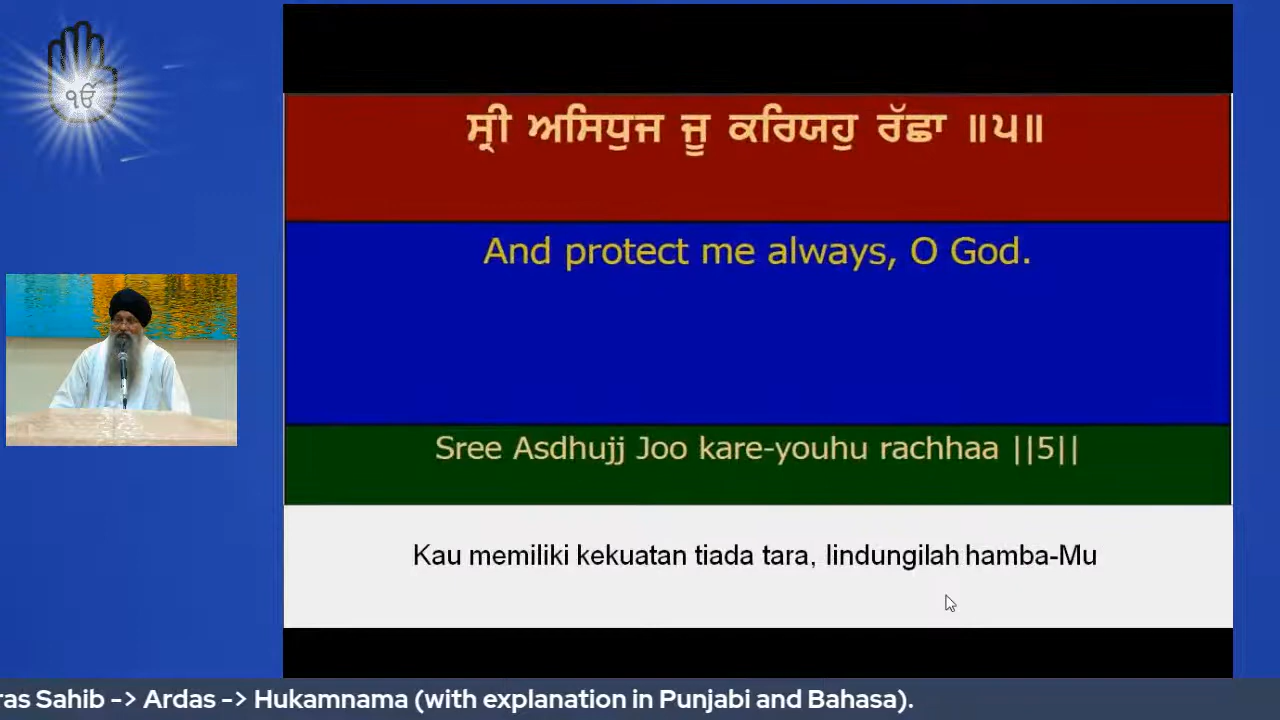 ੴ
ਸ੍ਰੀ ਅਸਿਧੁਜ ਜੂ ਕਰਿਯਹੁ ਰੱਛਾ ॥੫॥
And protect me always, O God.
Sree Asdhujj Joo kare-youhu rachhaa ||5||
Kau memiliki kekuatan tiada tara, lindungilah hamba-Mu
Sahib -> Ardas -> Hukamnama (with explanation in Punjabi and Bahasa).